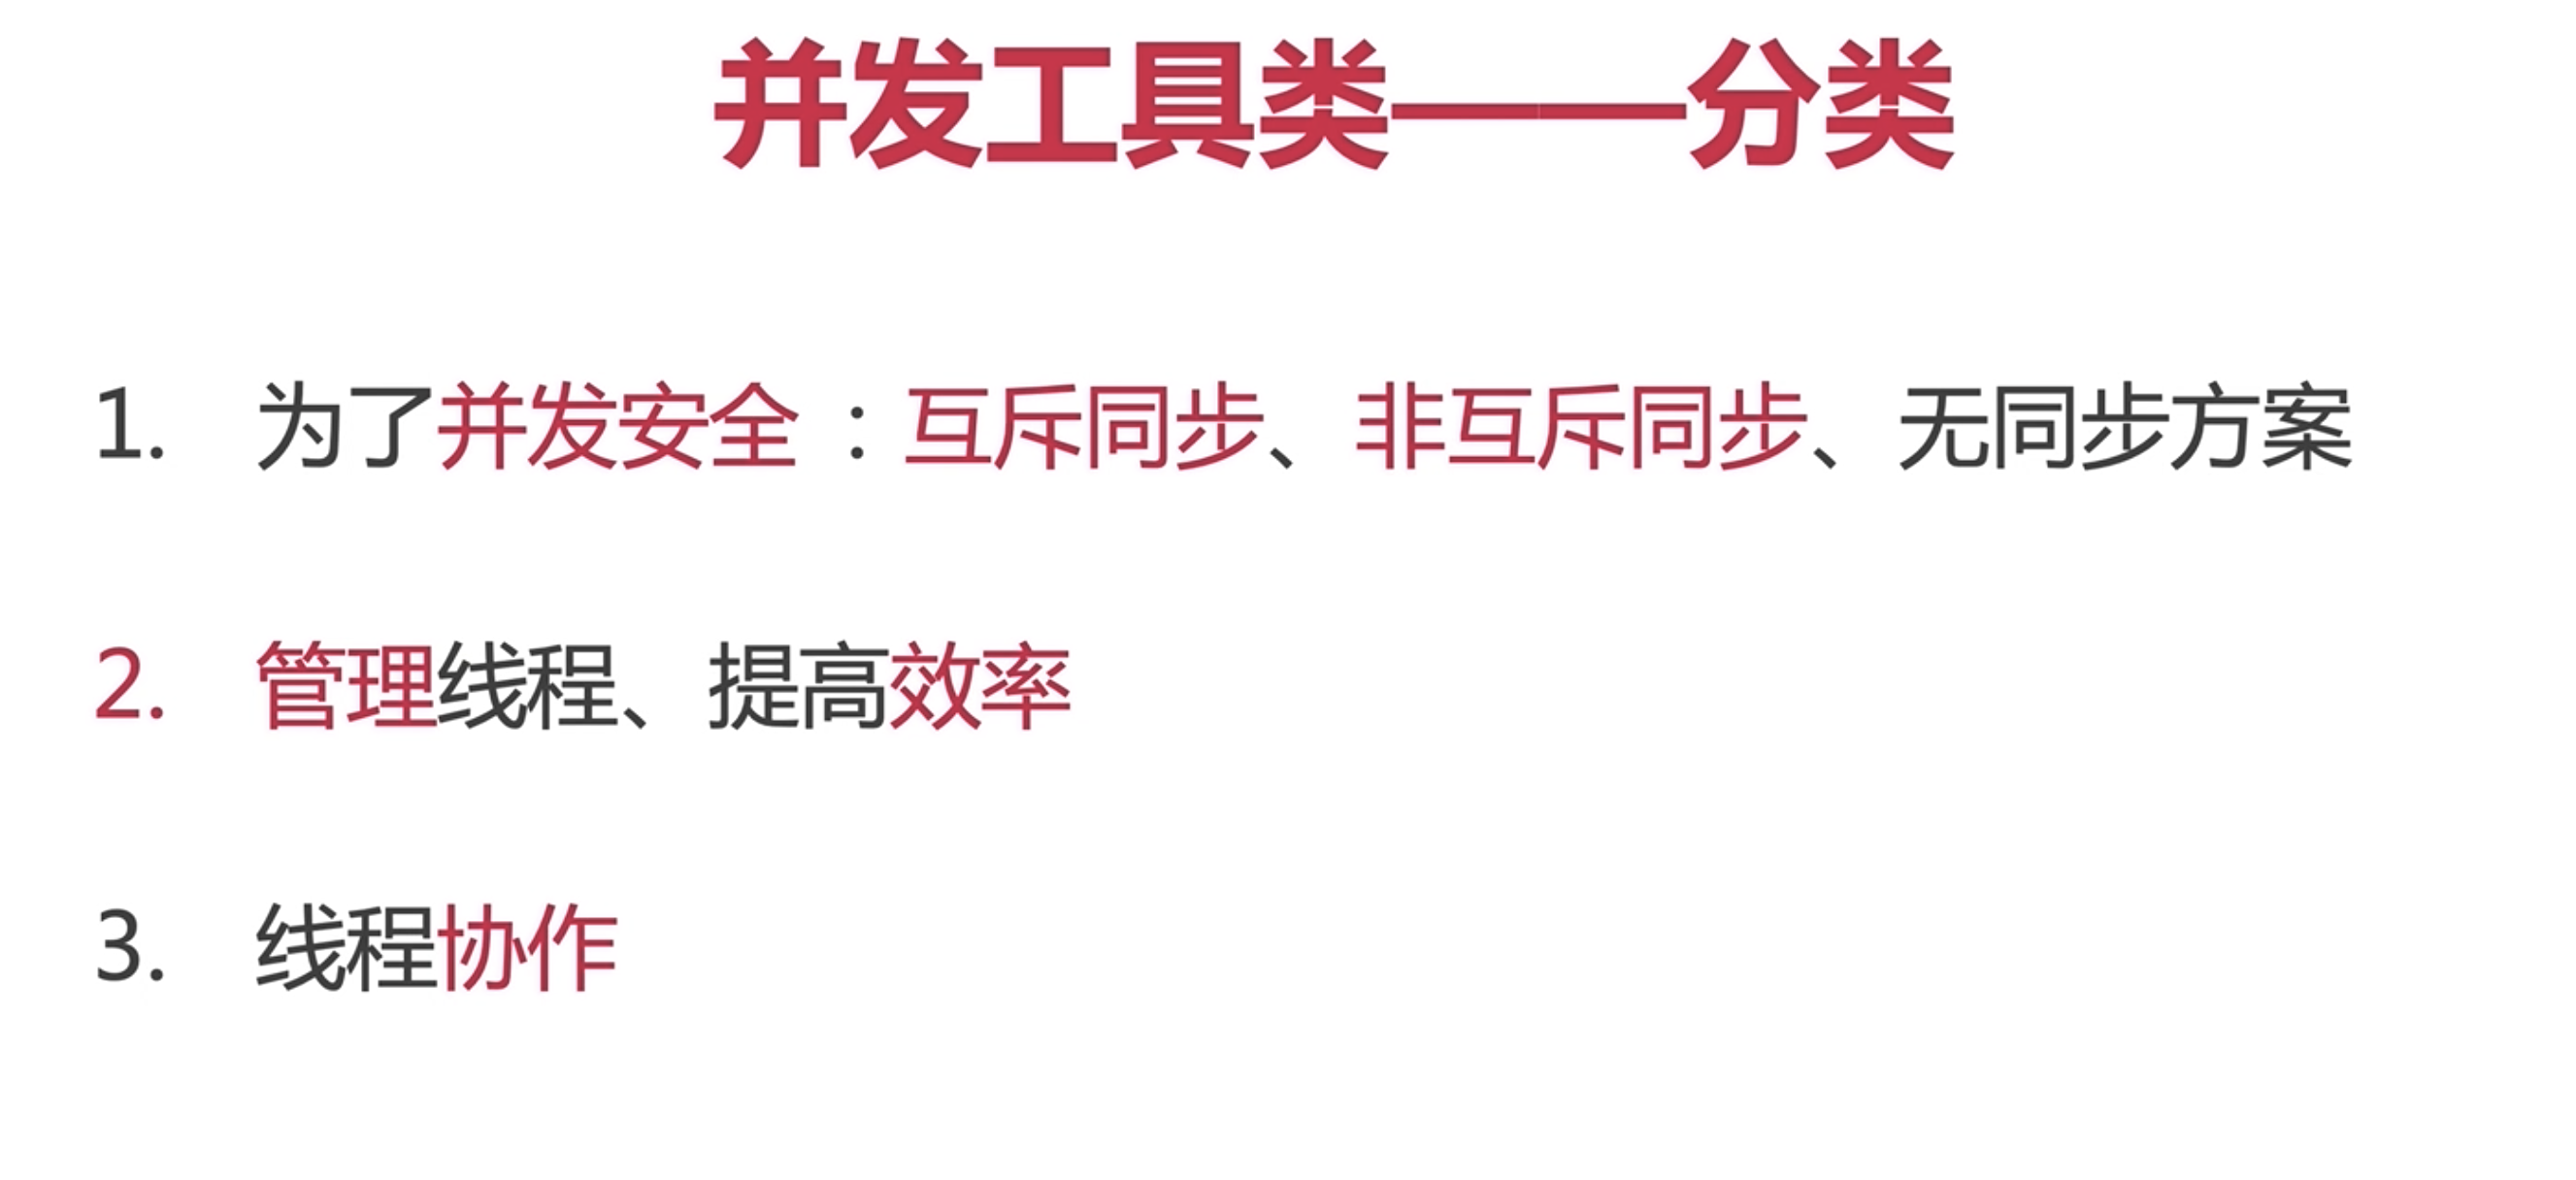 并发工具类——分类
1. 为了并发安全：互斥同步、非互斥同步、无同步方案
2. 管理线程、提高效率
3. 线程协作